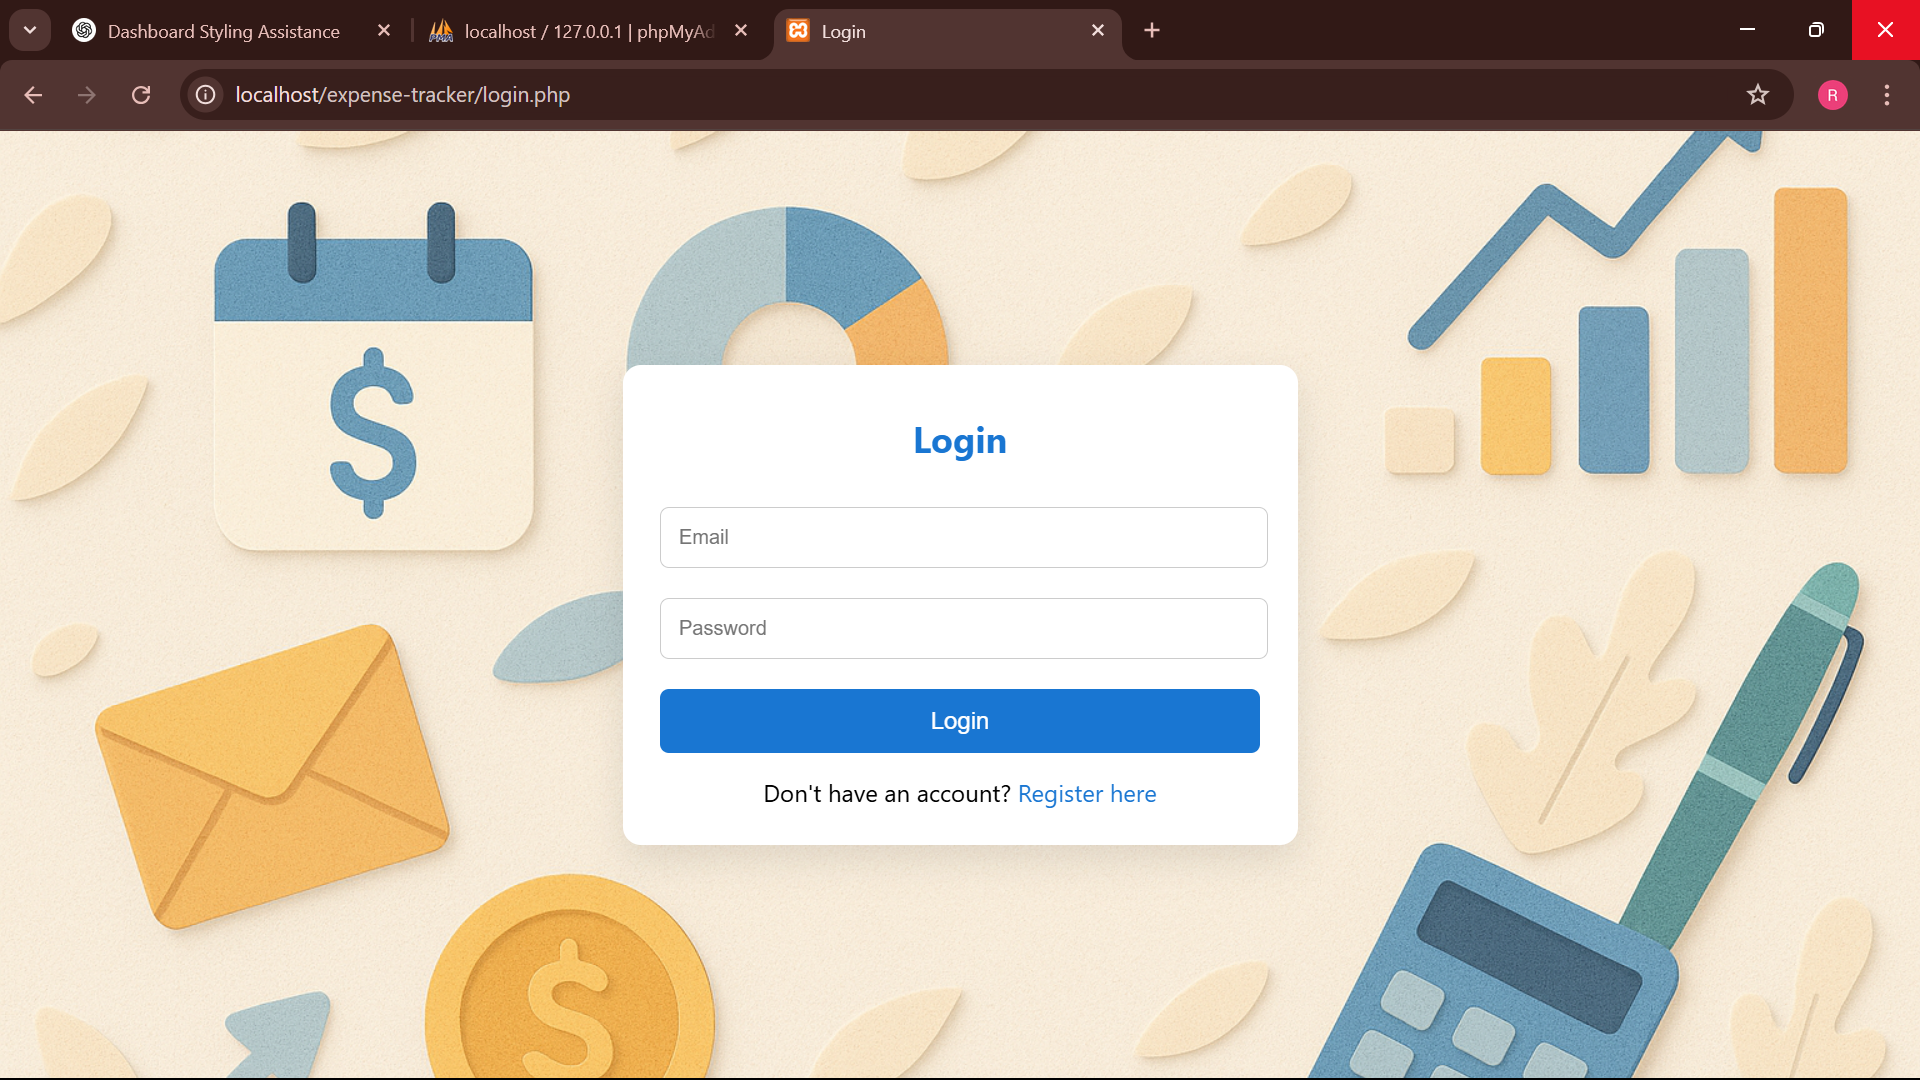 Dashboard Styling Assistance
localhost / 127.0.0.1 | phpMyAd
Login
localhost/expense-tracker/login.php
R
$
Login
Email
Password
Login
Don't have an account? Register here
$